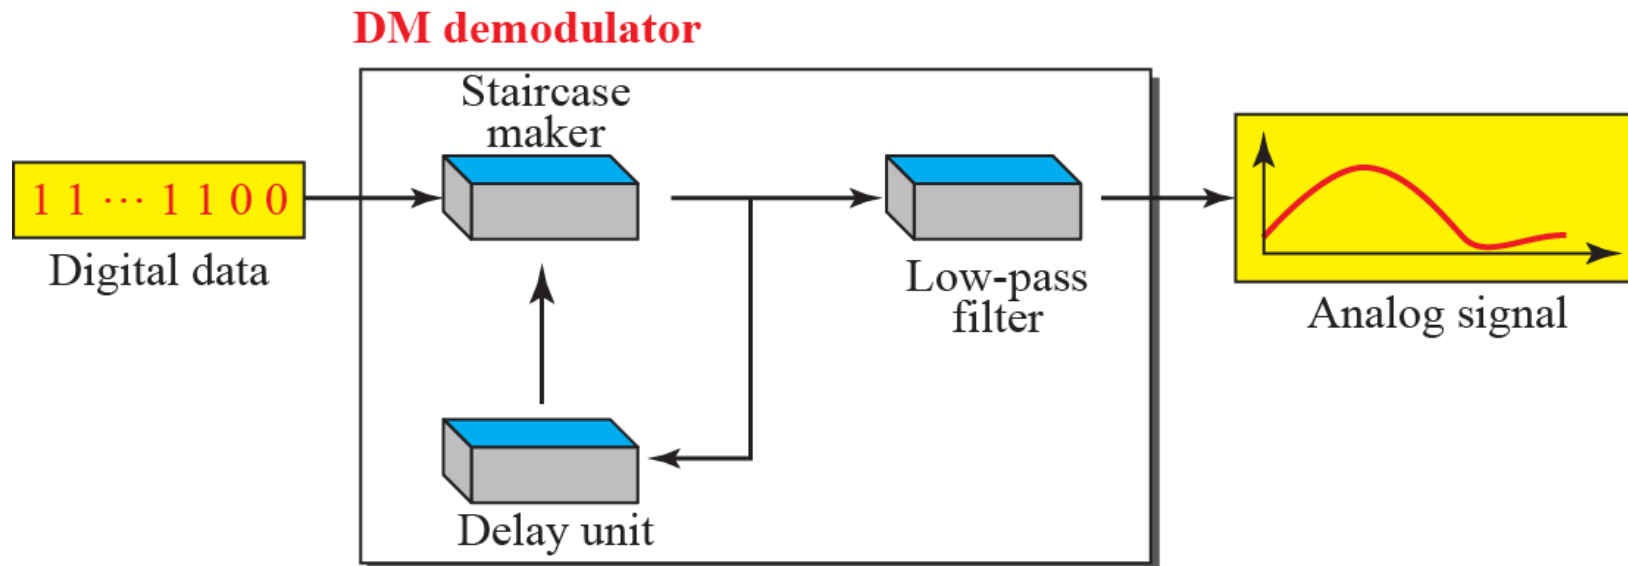 DM demodulator
Staircase
maker
1 1 ··· 1 1 0 0
Digital data
Low-pass
filter
Analog signal
Delay unit